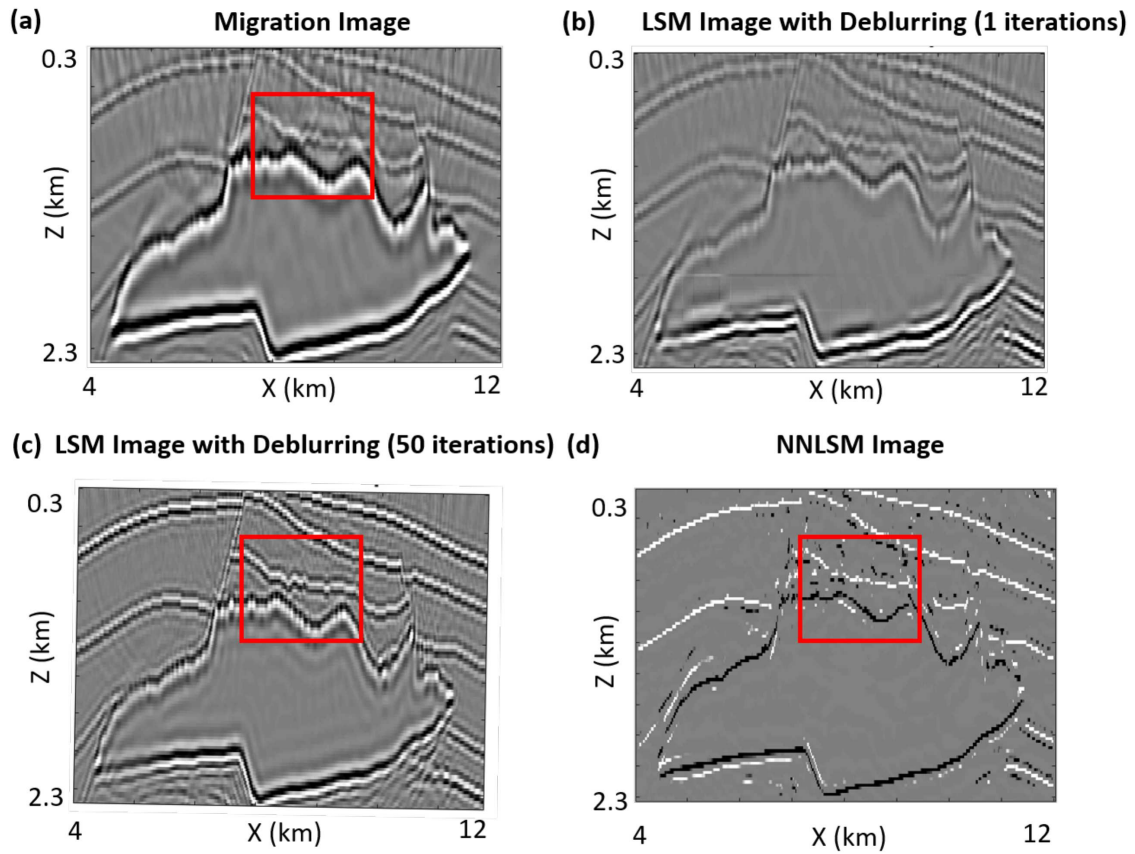 (a) Migration Image
(b) LSM Image with Deblurring (1 iterations)
0.3
Z (km)
2.3
4
X (km)
12
0.3
Z (km)
2.3
4
X (km)
12
(c) LSM Image with Deblurring (50 iterations)
(d) NNLSM Image
0.3
Z (km)
2.3
4
X (km)
12
0.3
Z (km)
2.3
4
X (km)
12